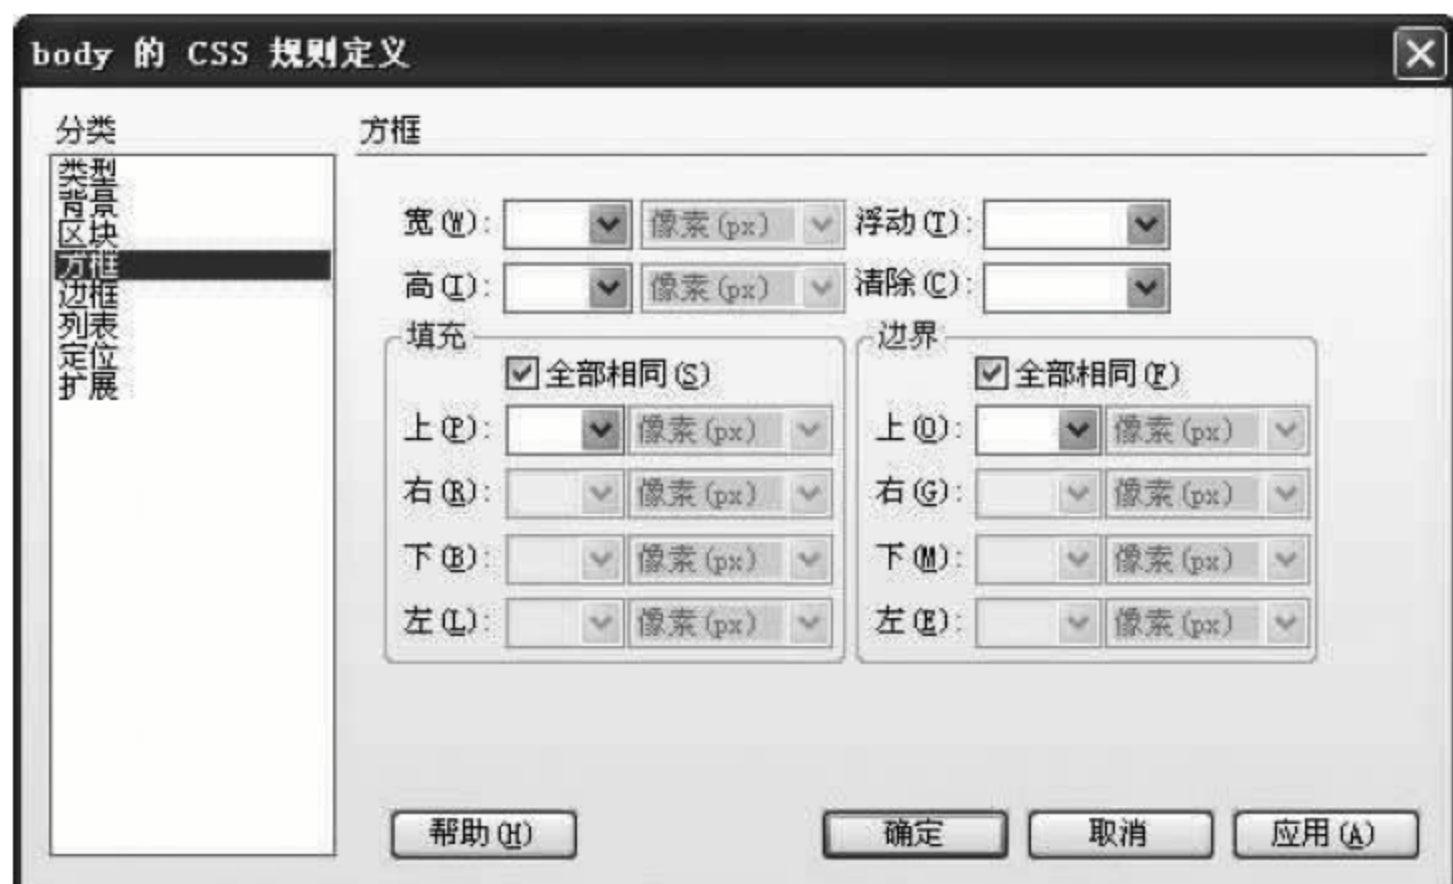 body 的 CSS 规则定义
分类
类型
背景
区块
方框
边框
列表
定位
扩展
方框
宽(W): 像素(px) 浮动(T):
高(I): 像素(px) 清除(C):
填充
全部相同(S)
上(P): 像素(px)
右(R): 像素(px)
下(B): 像素(px)
左(L): 像素(px)
边界
全部相同(F)
上(O): 像素(px)
右(G): 像素(px)
下(M): 像素(px)
左(E): 像素(px)
帮助(H) 确定 取消 应用(A)